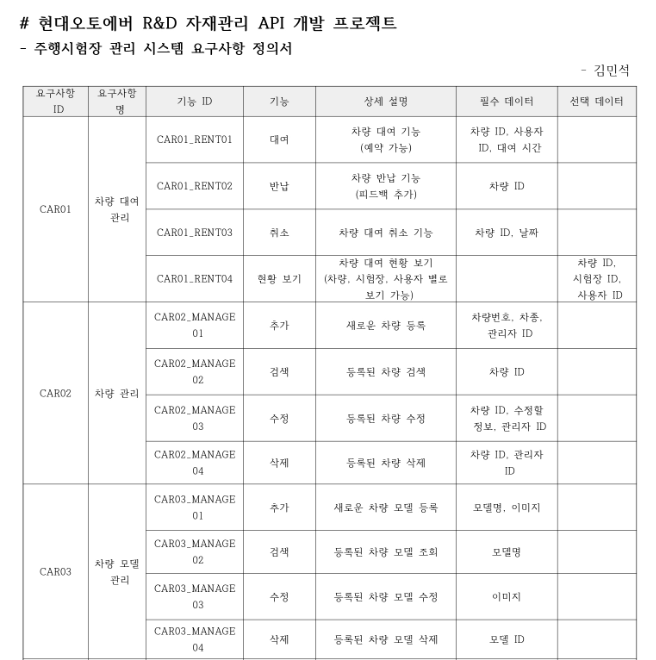 # 현대오토에버 R&D 자재관리 API 개발 프로젝트
- 주행시험장 관리 시스템 요구사항 정의서
- 김민석
요구사항 ID 요구사항 명 기능 ID 기능 상세 설명 필수 데이터 선택 데이터
CAR01 차량 대여 관리
CAR01_RENT01 대여 차량 대여 기능 (예약 가능) 차량 ID, 사용자 ID, 대여 시간
CAR01_RENT02 반납 차량 반납 기능 (피드백 추가) 차량 ID
CAR01_RENT03 취소 차량 대여 취소 기능 차량 ID, 날짜
CAR01_RENT04 현황 보기 차량 대여 현황 보기 (차량, 시험장, 사용자 별로 보기 가능) 차량 ID, 시험장 ID, 사용자 ID
CAR02 차량 관리
CAR02_MANAGE01 추가 새로운 차량 등록 차량번호, 차종, 관리자 ID
CAR02_MANAGE02 검색 등록된 차량 검색 차량 ID
CAR02_MANAGE03 수정 등록된 차량 수정 차량 ID, 수정할 정보, 관리자 ID
CAR02_MANAGE04 삭제 등록된 차량 삭제 차량 ID, 관리자 ID
CAR03 차량 모델 관리
CAR03_MANAGE01 추가 새로운 차량 모델 등록 모델명, 이미지
CAR03_MANAGE02 검색 등록된 차량 모델 조회 모델명
CAR03_MANAGE03 수정 등록된 차량 모델 수정 이미지
CAR03_MANAGE04 삭제 등록된 차량 모델 삭제 모델 ID